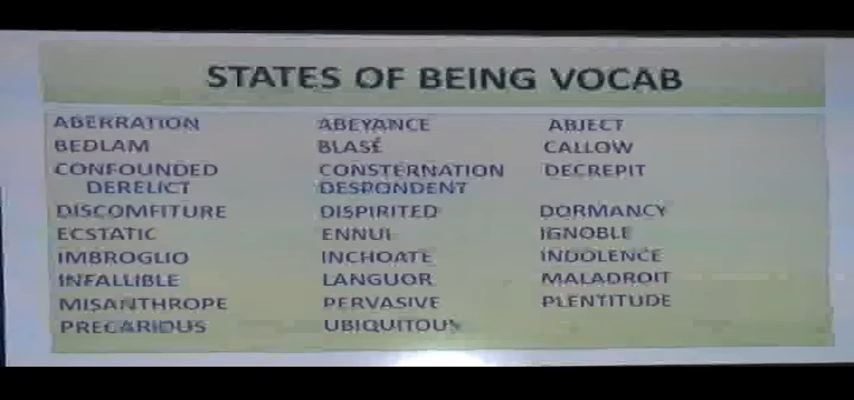 STATES OF BEING VOCAB
ABERRATION ABEYANCE ABJECT
BEDLAM BLASÉ CALLOW
CONFOUNDED CONSTERNATION DECREPIT
DERELICT DESPONDENT
DISCOMFITURE DISPIRITED DORMANCY
ECSTATIC ENNUI IGNOBLE
IMBROGLIO INCHOATE INDOLENCE
INFALLIBLE LANGUOR MALADROIT
MISANTHROPE PERVASIVE PLENTITUDE
PRECARIOUS UBIQUITOUS